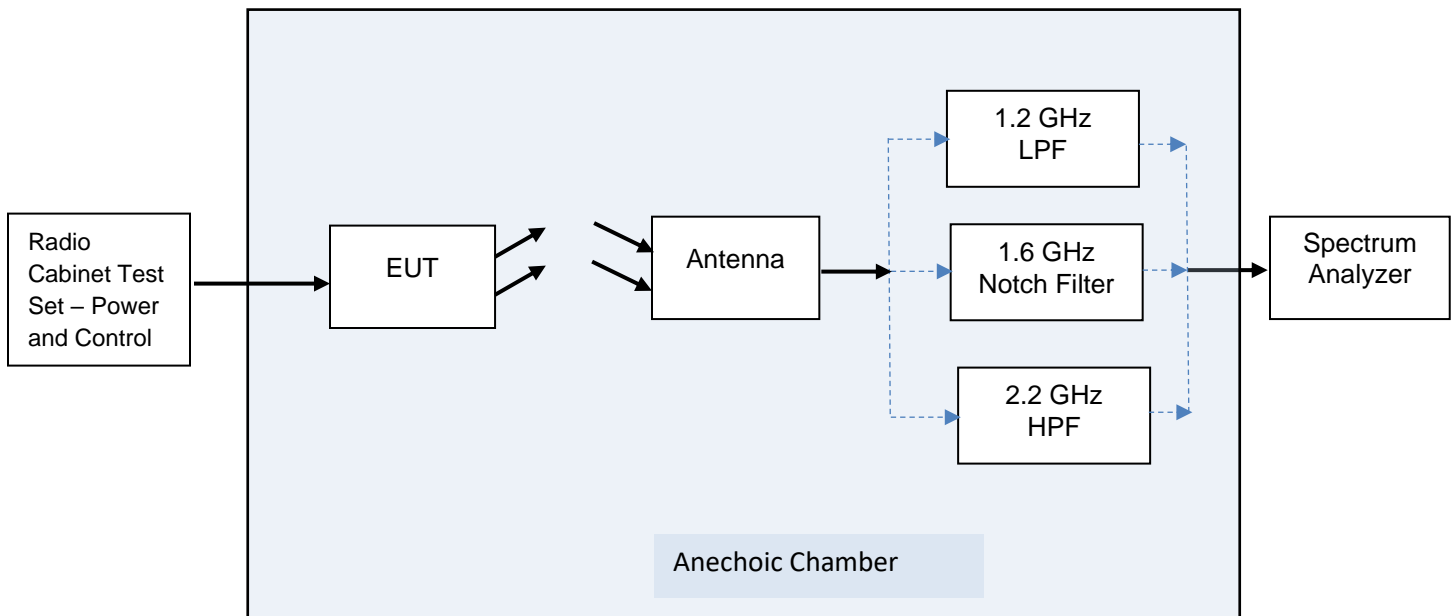 Radio
Cabinet Test
Set – Power
and Control
EUT
Antenna
1.2 GHz
LPF
1.6 GHz
Notch Filter
2.2 GHz
HPF
Spectrum
Analyzer
Anechoic Chamber